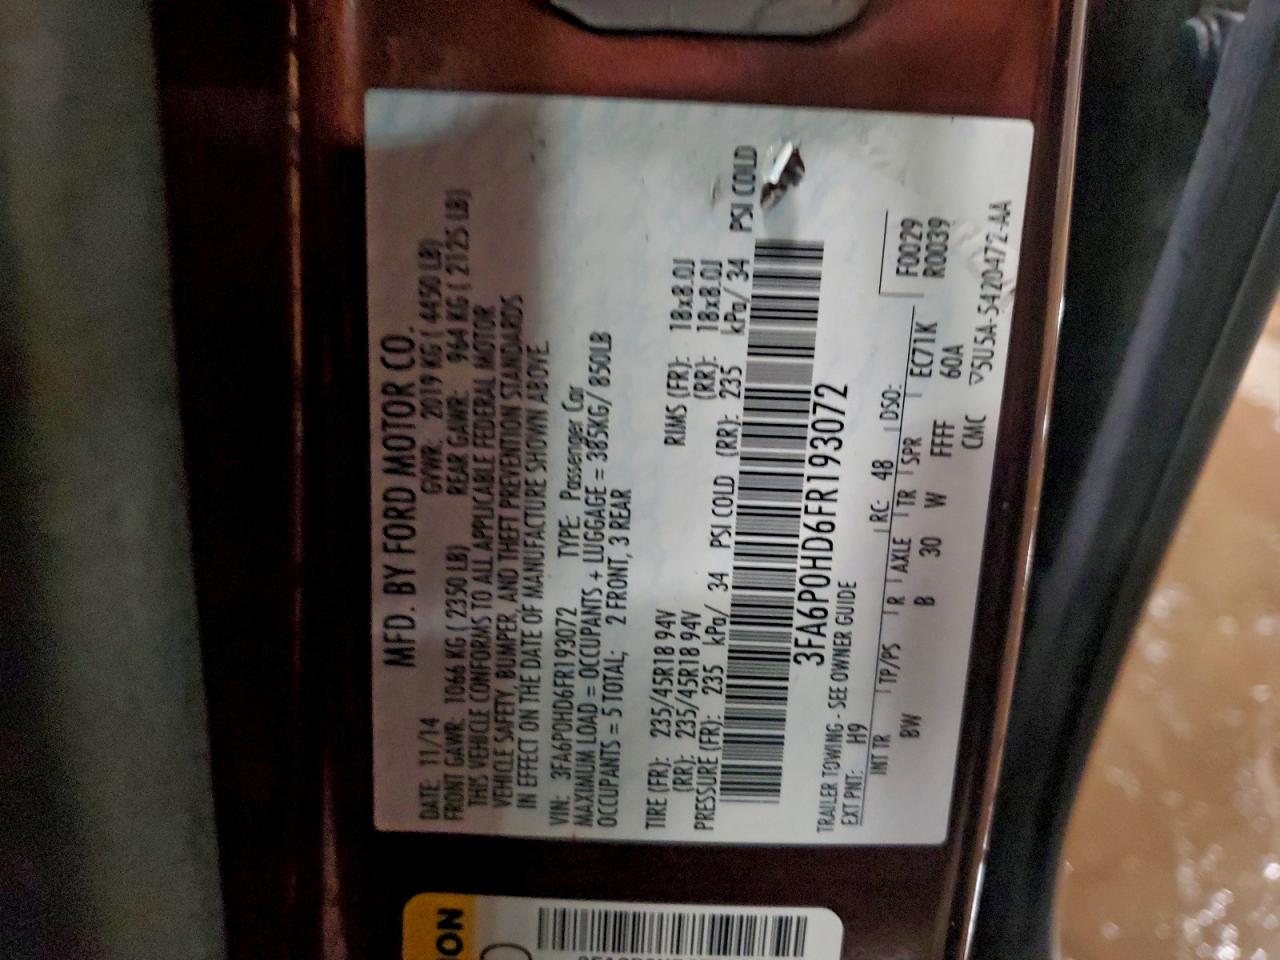 MFD. BY FORD MOTOR CO.
DATE: 11/14 GVWR: 2019 KG ( 4450 LB)
FRONT GAWR: 1066 KG ( 2350 LB) REAR GAWR: 964 KG ( 2125 LB)
THIS VEHICLE CONFORMS TO ALL APPLICABLE FEDERAL MOTOR
VEHICLE SAFETY, BUMPER, AND THEFT PREVENTION STANDARDS
IN EFFECT ON THE DATE OF MANUFACTURE SHOWN ABOVE.
VIN: 3FA6P0HD6FR193072 TYPE: Passenger Car
MAXIMUM LOAD = OCCUPANTS + LUGGAGE = 385KG/ 850LB
OCCUPANTS = 5 TOTAL; 2 FRONT, 3 REAR
TIRE (FR): 235/45R18 94V RIMS (FR): 18x8.0J
(RR): 235/45R18 94V (RR): 18x8.0J
PRESSURE (FR): 235 kPa/ 34 PSI COLD (RR): 235 kPa/ 34 PSI COLD
3FA6P0HD6FR193072
TRAILER TOWING - SEE OWNER GUIDE
EXT PNT: H9 RC: 48 DSO: F0029
INT TR TP/PS R AXLE TR SPR EC71K R0039
BW B 30 W FFFF 60A
CMC ▽5U5A-5420472-AA
ION